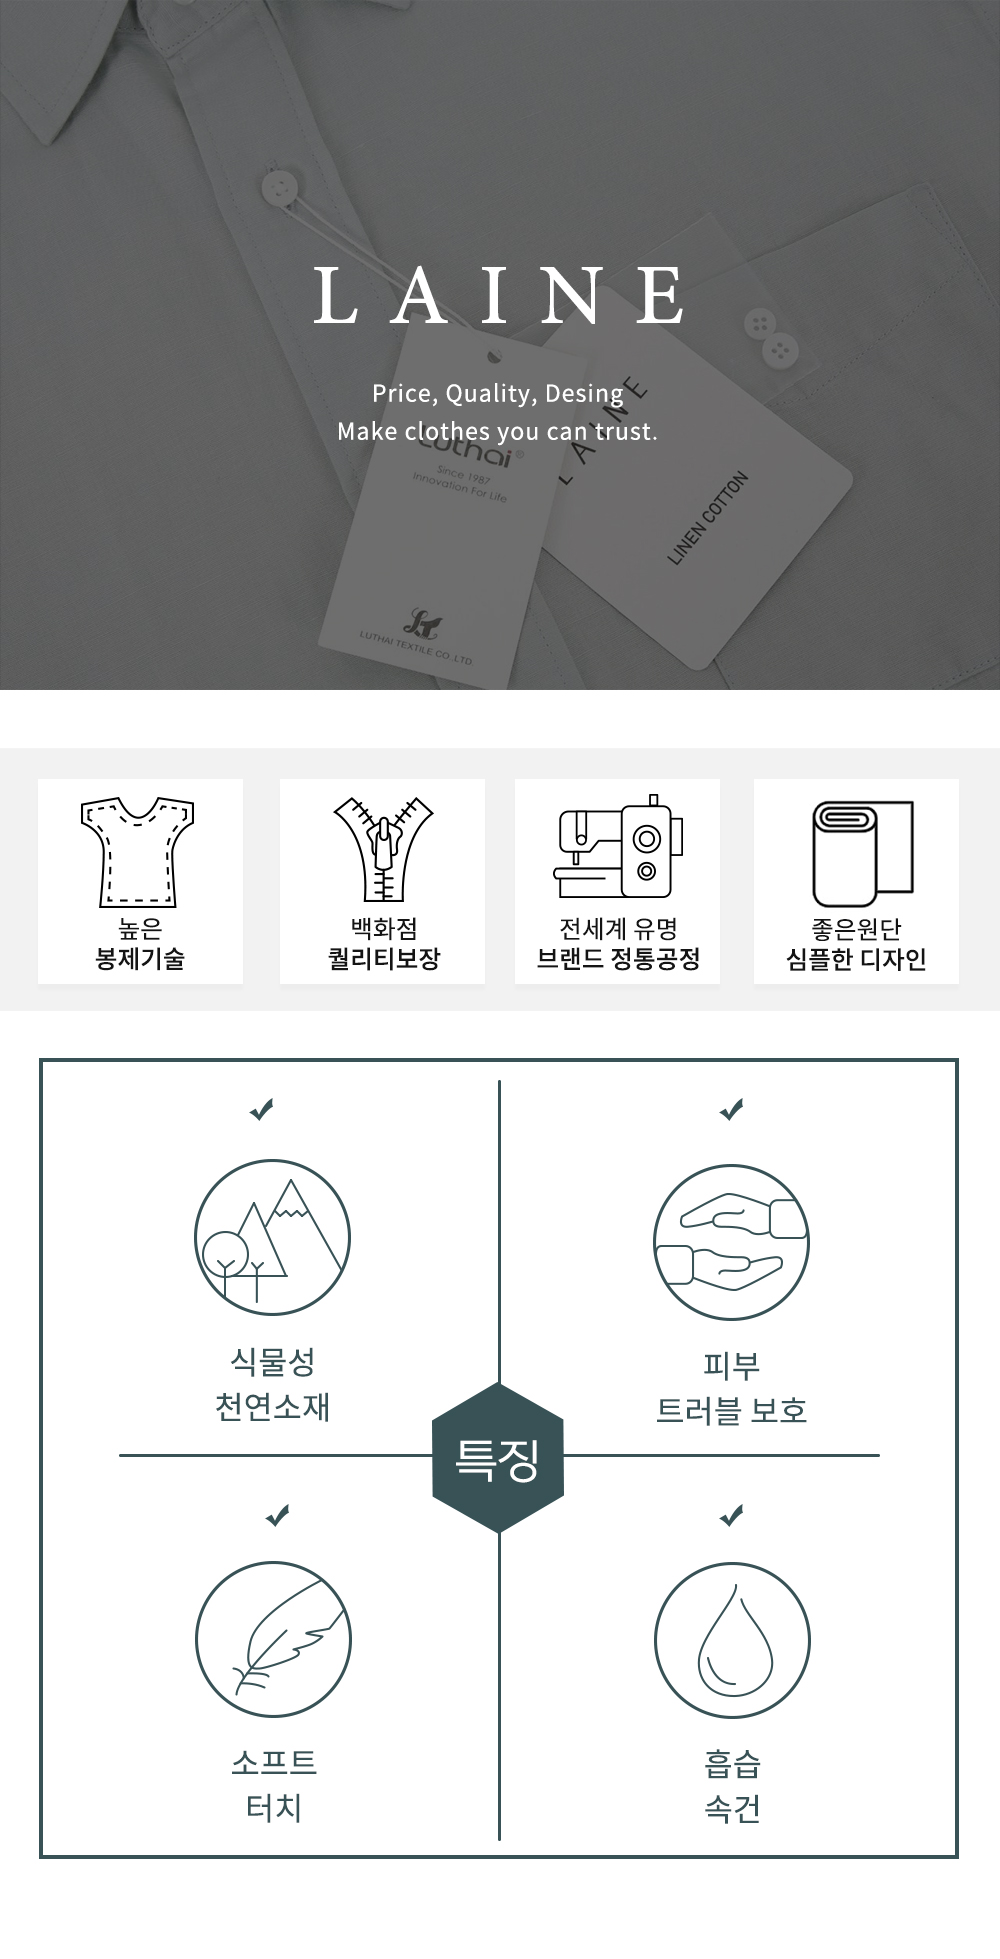 LAINE
Price, Quality, Desing
Make clothes you can trust.
Luthai®
Since 1987
Innovation For Life
LUTHAI TEXTILE CO.,LTD.
LAINE
LINEN COTTON
높은
봉제기술
백화점
퀄리티보장
전세계 유명
브랜드 정통공정
좋은원단
심플한 디자인
식물성
천연소재
피부
트러블 보호
특징
소프트
터치
흡습
속건